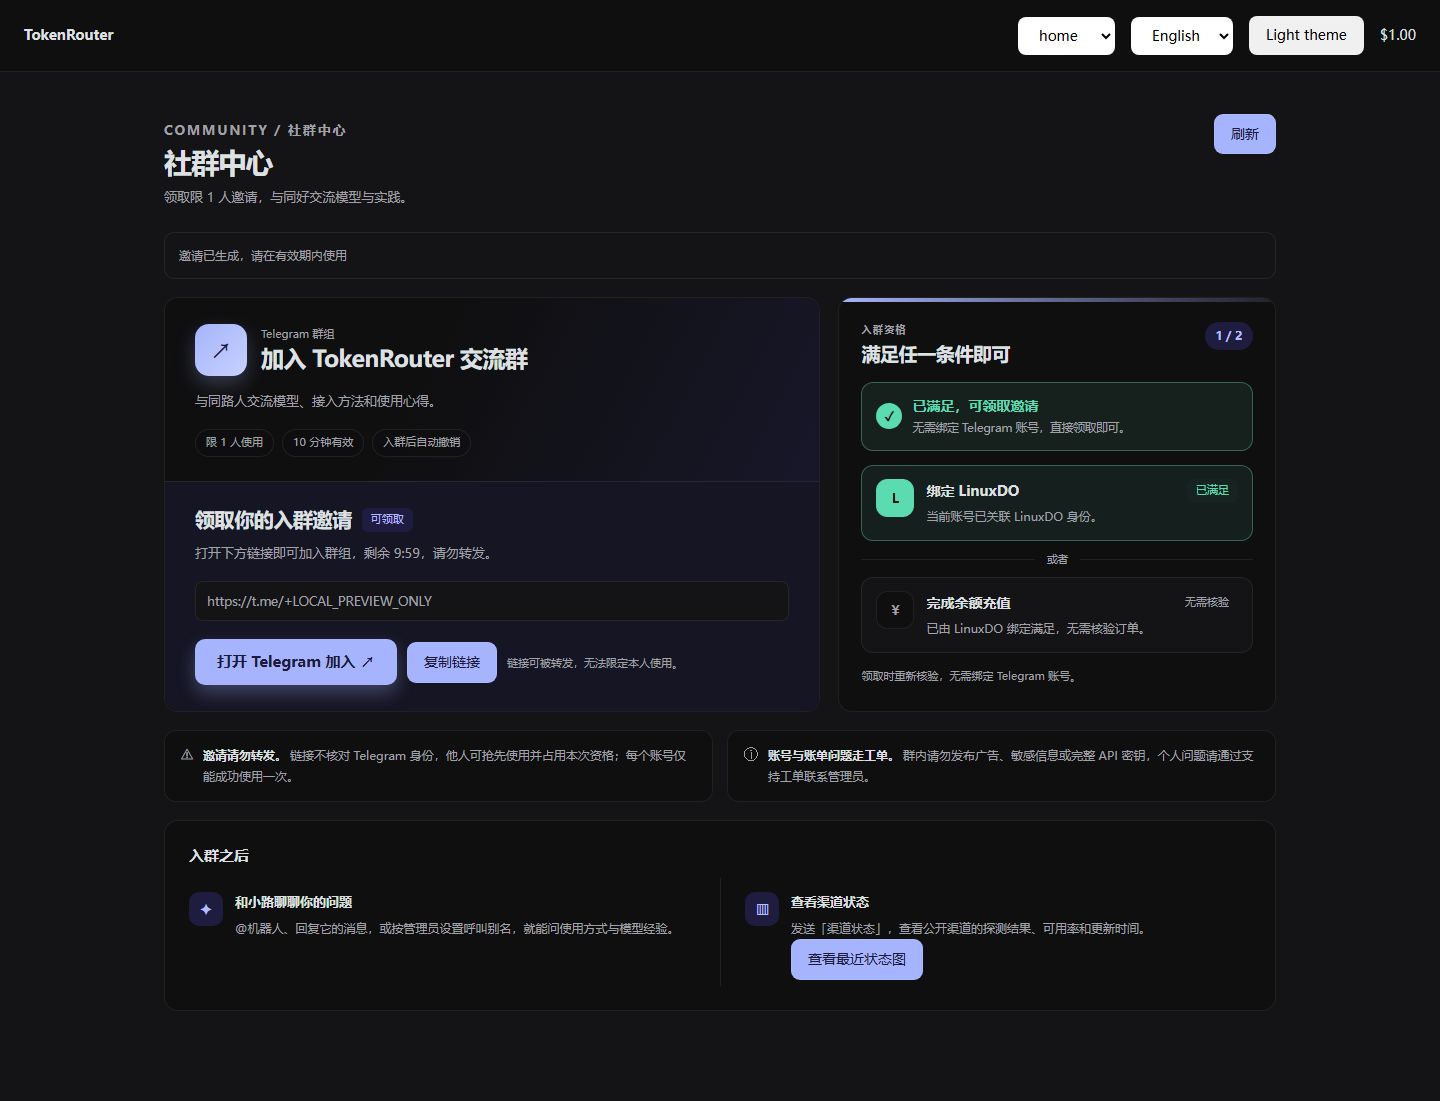 TokenRouter
home
English
Light theme
$1.00
COMMUNITY / 社群中心
社群中心
领取限 1 人邀请，与同好交流模型与实践。
刷新
邀请已生成，请在有效期内使用
↗
Telegram 群组
加入 TokenRouter 交流群
与同路人交流模型、接入方法和使用心得。
限 1 人使用
10 分钟有效
入群后自动撤销
领取你的入群邀请
可领取
打开下方链接即可加入群组，剩余 9:59，请勿转发。
https://t.me/+LOCAL_PREVIEW_ONLY
打开 Telegram 加入 ↗
复制链接
链接可被转发，无法限定本人使用。
入群资格
满足任一条件即可
1 / 2
✓
已满足，可领取邀请
无需绑定 Telegram 账号，直接领取即可。
L
绑定 LinuxDO
已满足
当前账号已关联 LinuxDO 身份。
或者
¥
完成余额充值
无需核验
已由 LinuxDO 绑定满足，无需核验订单。
领取时重新核验，无需绑定 Telegram 账号。
⚠ 邀请请勿转发。 链接不核对 Telegram 身份，他人可抢先使用并占用本次资格；每个账号仅
能成功使用一次。
ⓘ 账号与账单问题走工单。 群内请勿发布广告、敏感信息或完整 API 密钥，个人问题请通过支
持工单联系管理员。
入群之后
✦
和小路聊聊你的问题
@机器人、回复它的消息，或按管理员设置呼叫别名，就能问使用方式与模型经验。
▥
查看渠道状态
发送「渠道状态」，查看公开渠道的探测结果、可用率和更新时间。
查看最近状态图